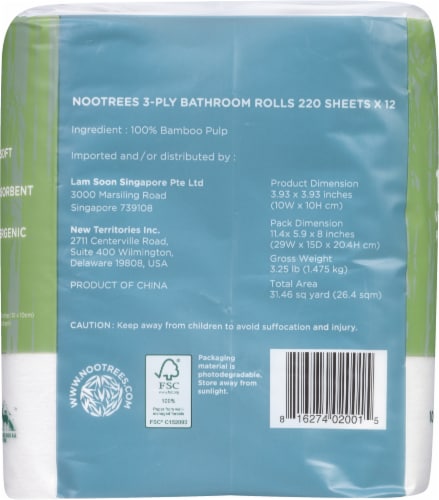 NOOTREES 3-PLY BATHROOM ROLLS 220 SHEETS X 12
Ingredient : 100% Bamboo Pulp
Imported and/or distributed by :
Lam Soon Singapore Pte Ltd
3000 Marsiling Road
Singapore 739108
New Territories Inc.
2711 Centerville Road,
Suite 400 Wilmington,
Delaware 19808, USA
PRODUCT OF CHINA
Product Dimension
3.93 x 3.93 inches
(10W x 10H cm)
Pack Dimension
11.4x 5.9 x 8 inches
(29W x 15D x 20.4H cm)
Gross Weight
3.25 lb (1.475 kg)
Total Area
31.46 sq yard (26.4 sqm)
CAUTION: Keep away from children to avoid suffocation and injury.
WWW.NOOTREES.COM
FSC
100%
FSC® C102093
Packaging
material is
photodegradable.
Store away from
sunlight.
8 16274 02001 5
SOFT
SORBENT
ERGENIC